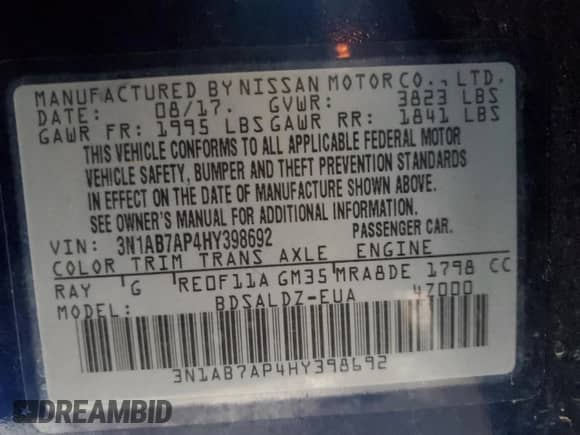 MANUFACTURED BY NISSAN MOTOR CO., LTD.
DATE: 08/17. GVWR: 3823 LBS
GAWR FR: 1995 LBS GAWR RR: 1841 LBS
THIS VEHICLE CONFORMS TO ALL APPLICABLE FEDERAL MOTOR
VEHICLE SAFETY, BUMPER AND THEFT PREVENTION STANDARDS
IN EFFECT ON THE DATE OF MANUFACTURE SHOWN ABOVE.
SEE OWNER'S MANUAL FOR ADDITIONAL INFORMATION.
VIN: 3N1AB7AP4HY398692 PASSENGER CAR.
COLOR TRIM TRANS AXLE ENGINE
RAY G RE0F11A GM35 MRA8DE 1798 CC
MODEL: BDSALDZ-EUA 47000
3N1AB7AP4HY398692
DREAMBID